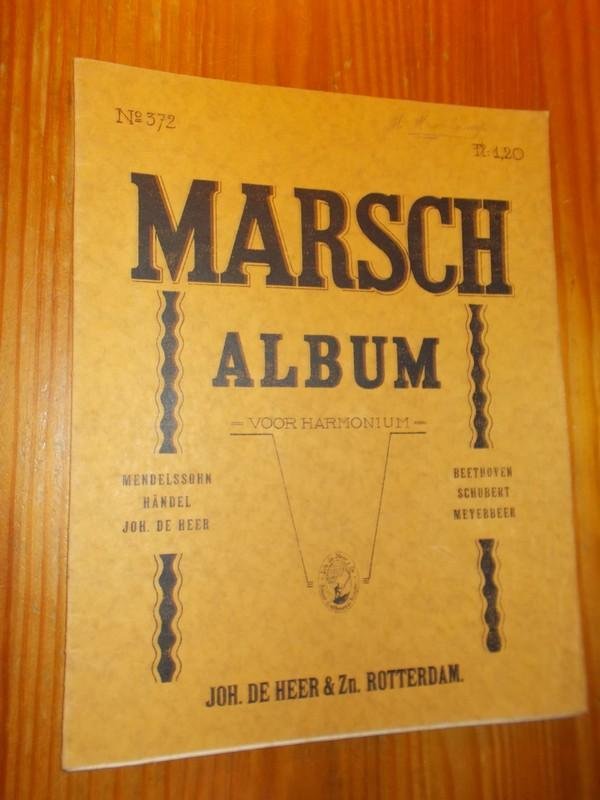 No 372
Fl. 1,20
MARSCH
ALBUM
VOOR HARMONIUM
MENDELSSOHN
HÄNDEL
JOH. DE HEER
BEETHOVEN
SCHUBERT
MEYERBEER
JOH. DE HEER & Zn. ROTTERDAM.